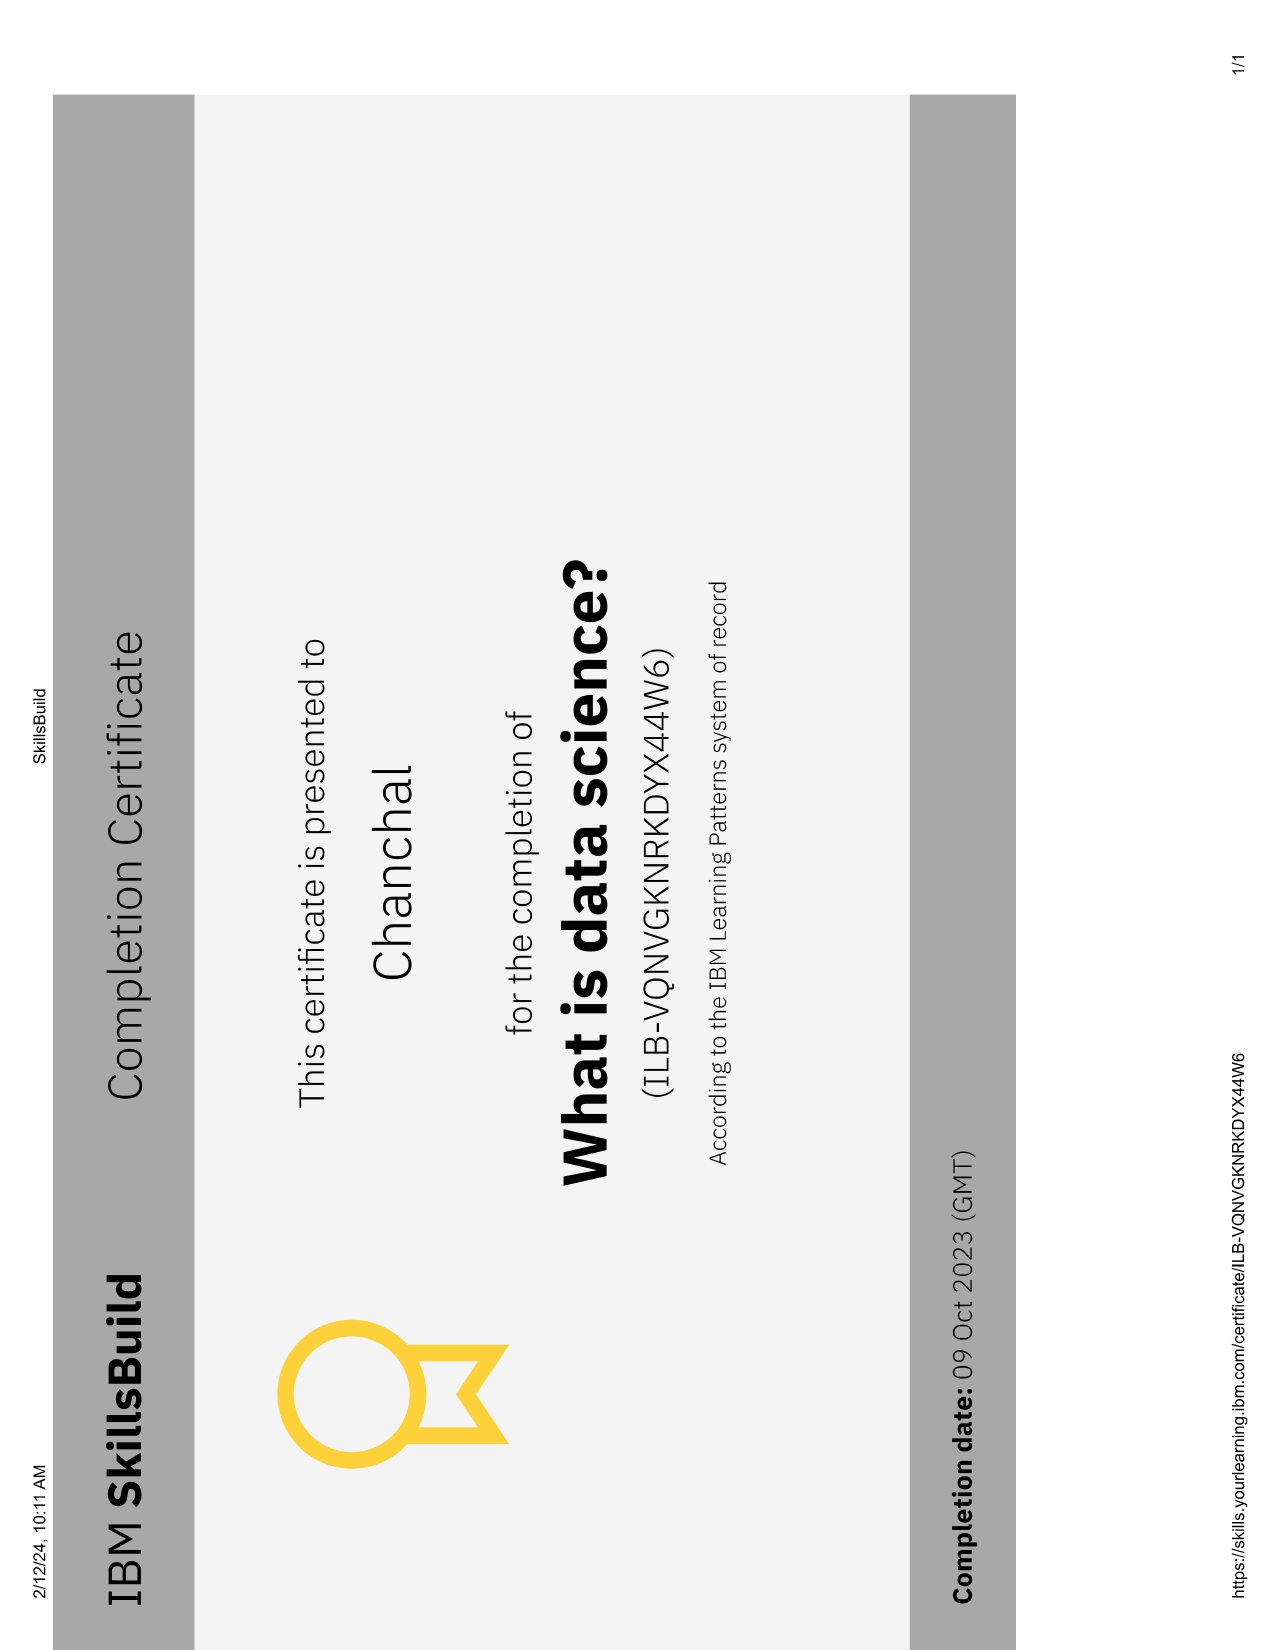 2/12/24, 10:11 AM
SkillsBuild
IBM SkillsBuild
Completion Certificate
This certificate is presented to
Chanchal
for the completion of
What is data science?
(ILB-VQNVGKNRKDYX44W6)
According to the IBM Learning Patterns system of record
Completion date: 09 Oct 2023 (GMT)
https://skills.yourlearning.ibm.com/certificate/ILB-VQNVGKNRKDYX44W6
1/1